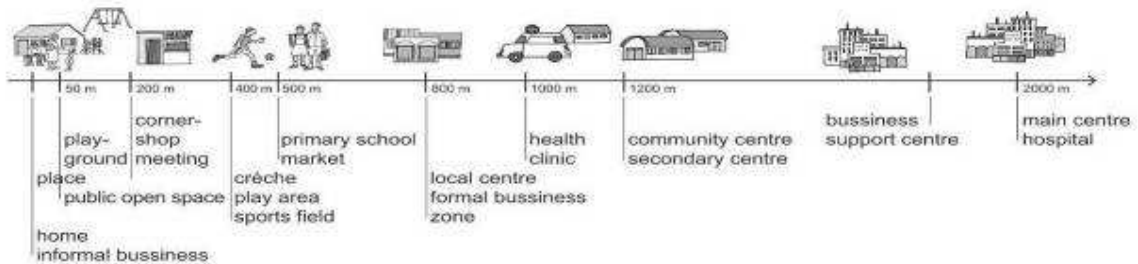 50 m
200 m
400 m
500 m
800 m
1000 m
1200 m
2000 m
home
informal bussiness
play-
ground
place
public open space
corner-
shop
meeting
crèche
play area
sports field
primary school
market
local centre
formal bussiness
zone
health
clinic
community centre
secondary centre
bussiness
support centre
main centre
hospital